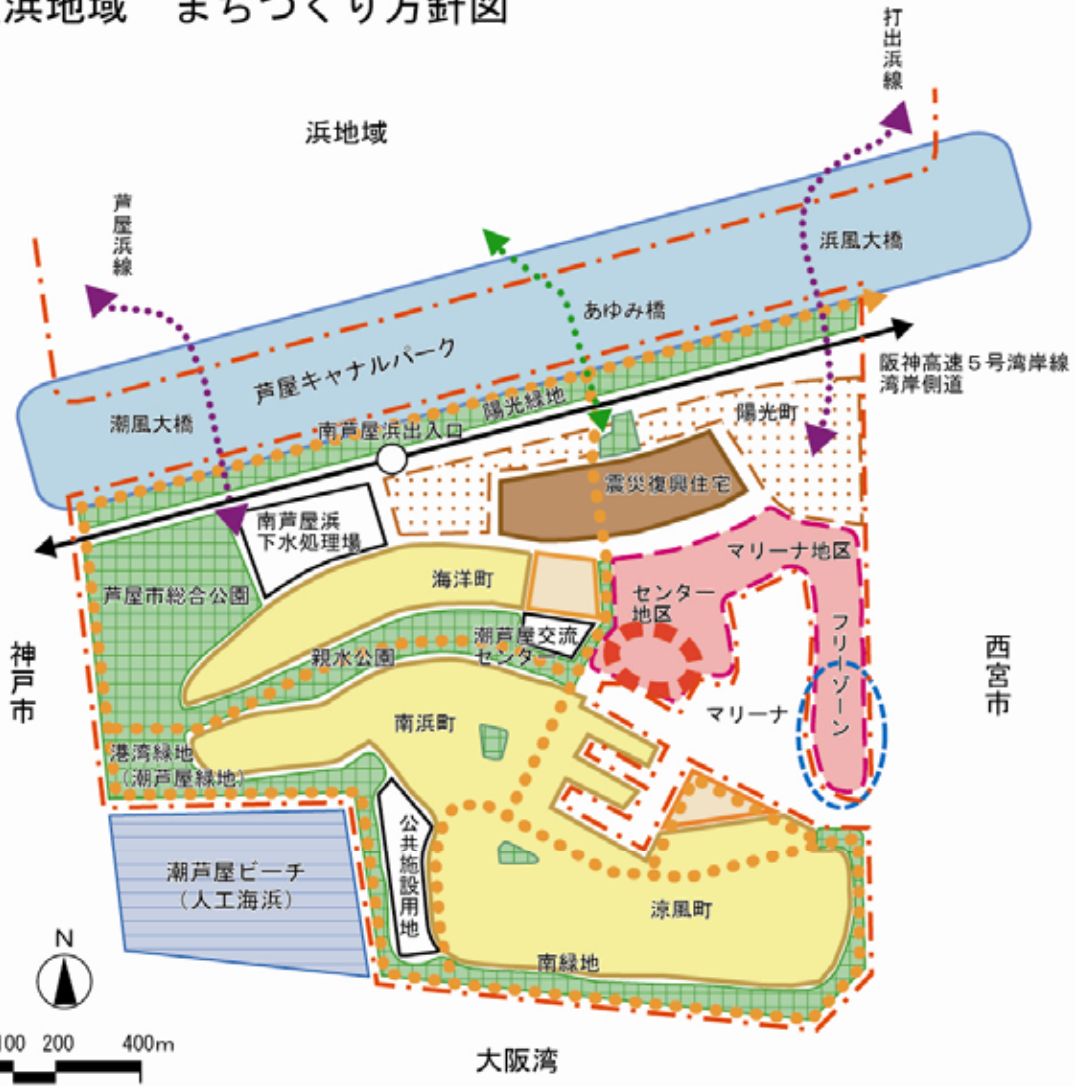 浜地域 まちづくり方針図
打出浜線
浜地域
芦屋浜線
浜風大橋
あゆみ橋
芦屋キャナルパーク
阪神高速5号湾岸線
湾岸側道
陽光緑地
陽光町
潮風大橋
南芦屋浜出入口
震災復興住宅
南芦屋浜
下水処理場
マリーナ地区
海洋町
芦屋市総合公園
センター
地区
フリーゾーン
潮芦屋交流
センター
親水公園
神戸市
西宮市
マリーナ
南浜町
港湾緑地
(潮芦屋緑地)
公共施設用地
潮芦屋ビーチ
(人工海浜)
涼風町
南緑地
N
100 200 400m
大阪湾